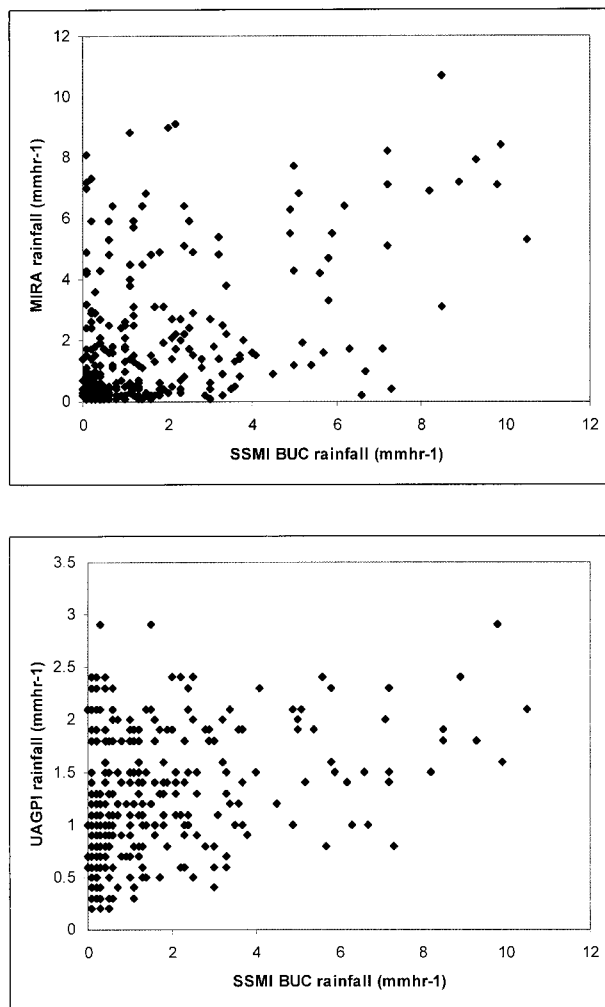 12
10
8
6
4
2
0
MIRA rainfall (mmhr-1)
0 2 4 6 8 10 12
SSMI BUC rainfall (mmhr-1)
3.5
3
2.5
2
1.5
1
0.5
0
UAGPI rainfall (mmhr-1)
0 2 4 6 8 10 12
SSMI BUC rainfall (mmhr-1)